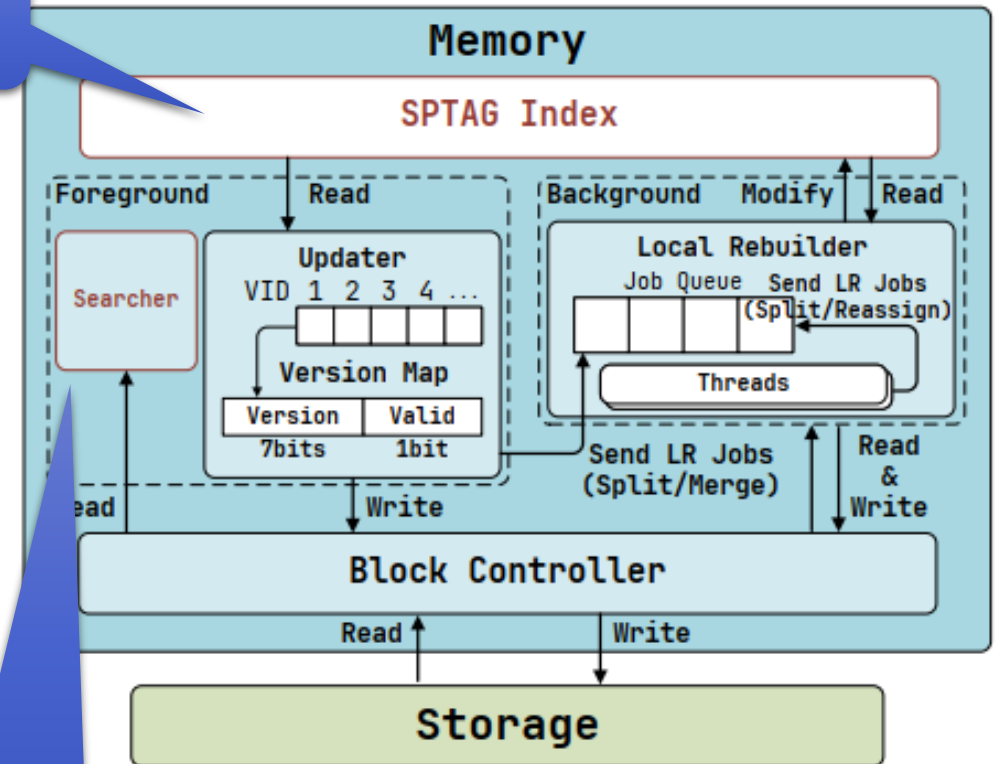 Memory
SPTAG Index
Foreground
Read
Background
Modify
Read
Searcher
Updater
VID 1 2 3 4 ...
Version Map
Version
Valid
7bits
1bit
Local Rebuilder
Job Queue
Send LR Jobs
(Split/Reassign)
Threads
Send LR Jobs
(Split/Merge)
Read
&
Write
ead
Write
Block Controller
Read
Write
Storage